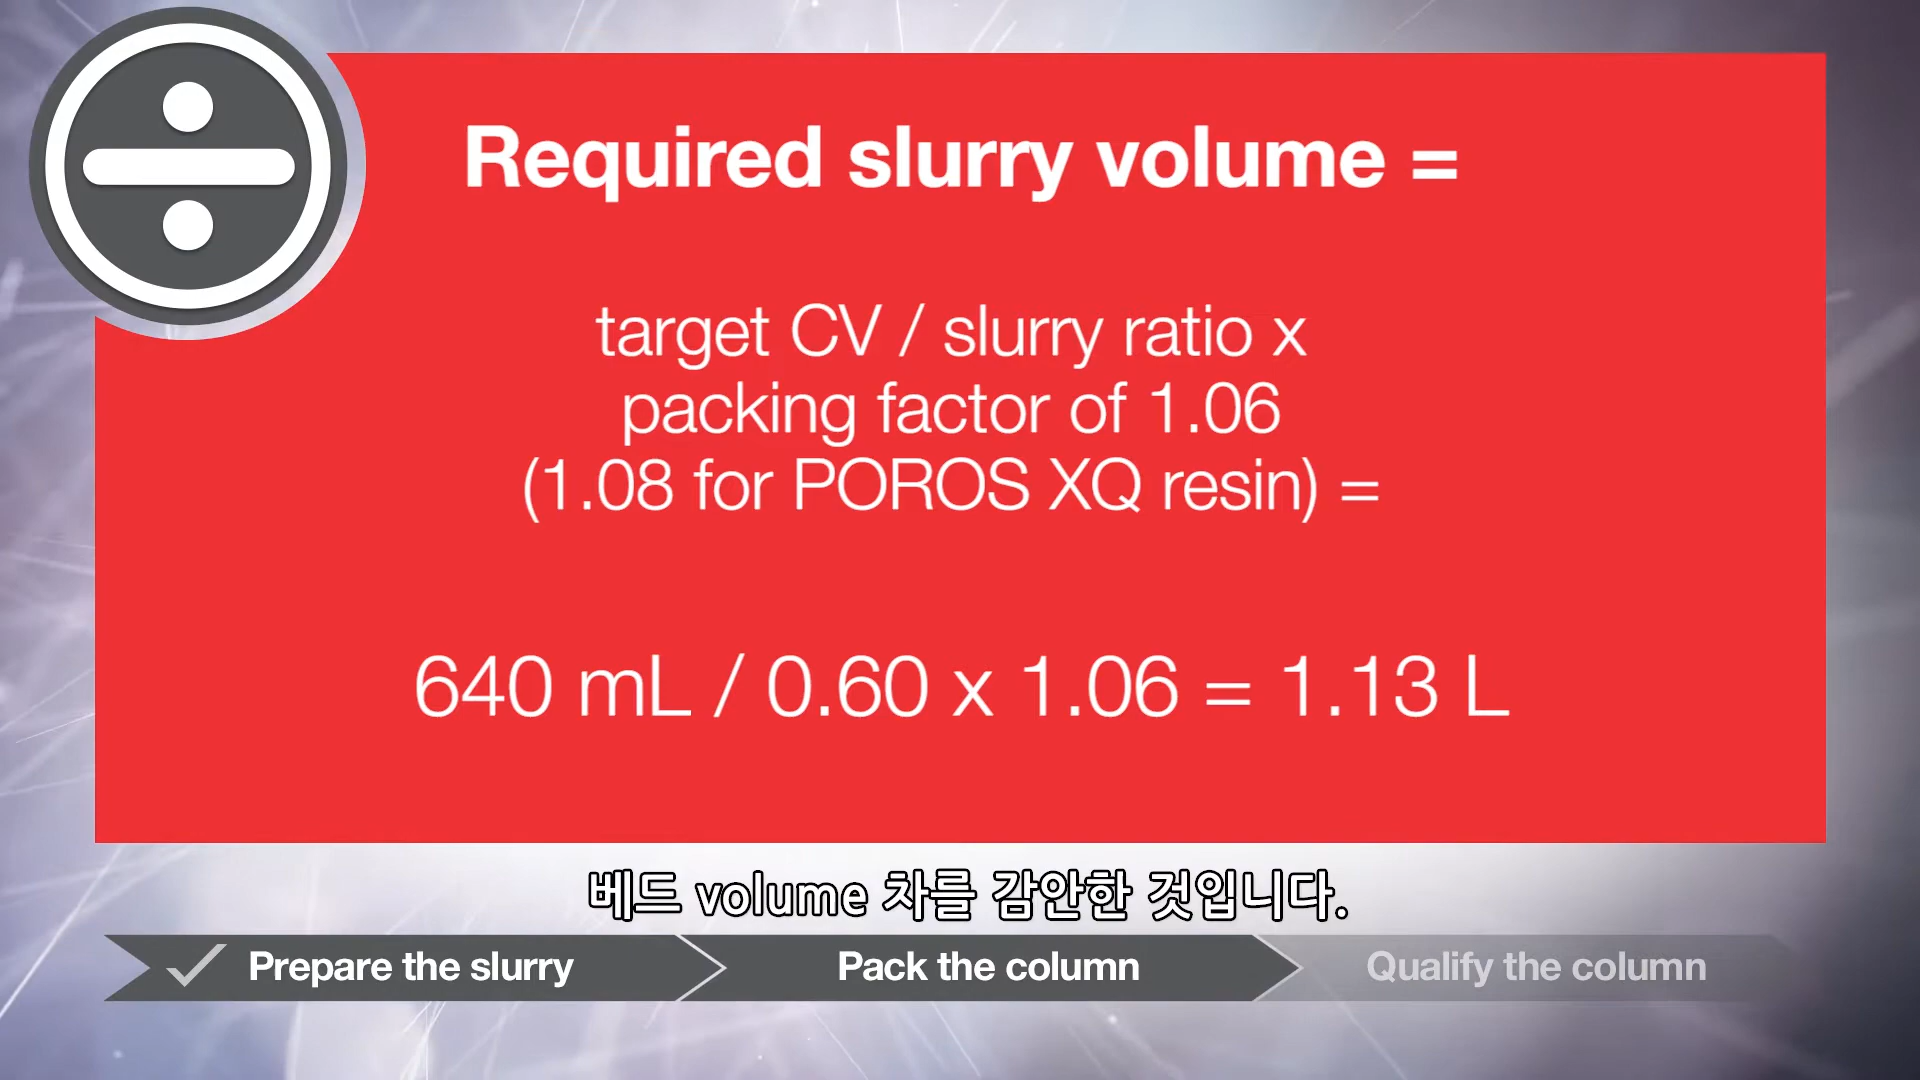 Required slurry volume =
target CV / slurry ratio x
packing factor of 1.06
(1.08 for POROS XQ resin) =
640 mL / 0.60 x 1.06 = 1.13 L
베드 volume 차를 감안한 것입니다.
Prepare the slurry
Pack the column
Qualify the column